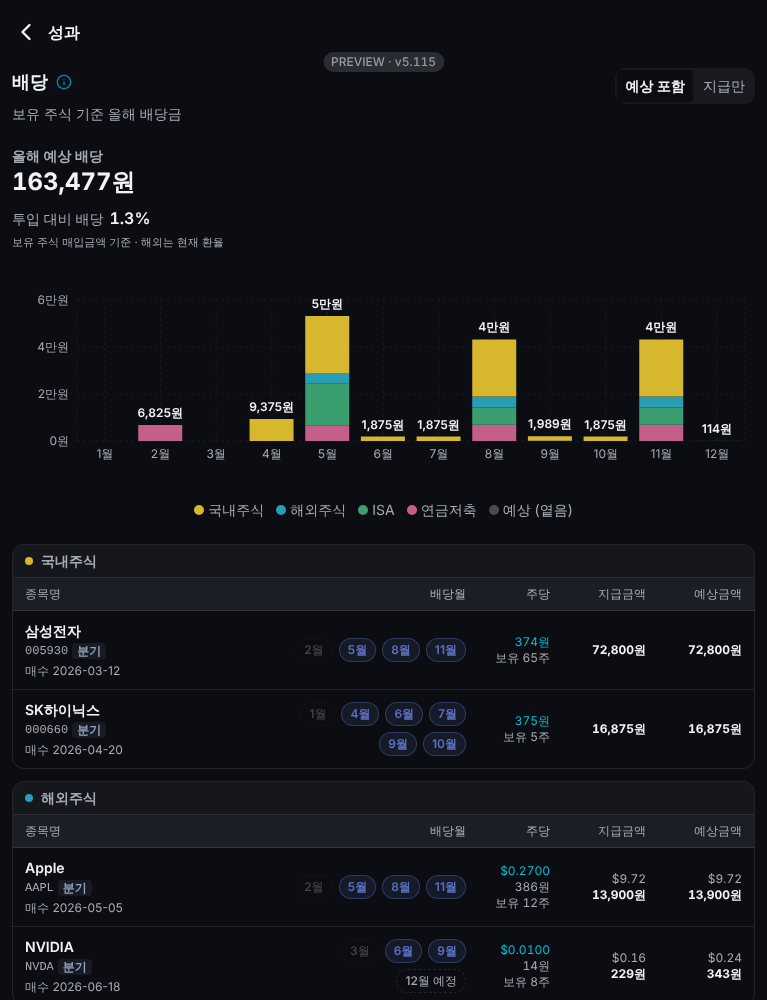 성과
PREVIEW · v5.115
배당
예상 포함 지급만
보유 주식 기준 올해 배당금
올해 예상 배당
163,477원
투입 대비 배당 1.3%
보유 주식 매입금액 기준 · 해외는 현재 환율
6만원
4만원
2만원
0원
6,825원
9,375원
5만원
1,875원
1,875원
4만원
1,989원
1,875원
4만원
114원
1월 2월 3월 4월 5월 6월 7월 8월 9월 10월 11월 12월
국내주식 해외주식 ISA 연금저축 예상 (옅음)
국내주식
종목명 배당월 주당 지급금액 예상금액
삼성전자
005930 분기
매수 2026-03-12
2월 5월 8월 11월
374원
보유 65주
72,800원
72,800원
SK하이닉스
000660 분기
매수 2026-04-20
1월 4월 6월 7월
9월 10월
375원
보유 5주
16,875원
16,875원
해외주식
종목명 배당월 주당 지급금액 예상금액
Apple
AAPL 분기
매수 2026-05-05
2월 5월 8월 11월
$0.2700
386원
보유 12주
$9.72
13,900원
$9.72
13,900원
NVIDIA
NVDA 분기
매수 2026-06-18
3월 6월 9월
12월 예정
$0.0100
14원
보유 8주
$0.16
229원
$0.24
343원